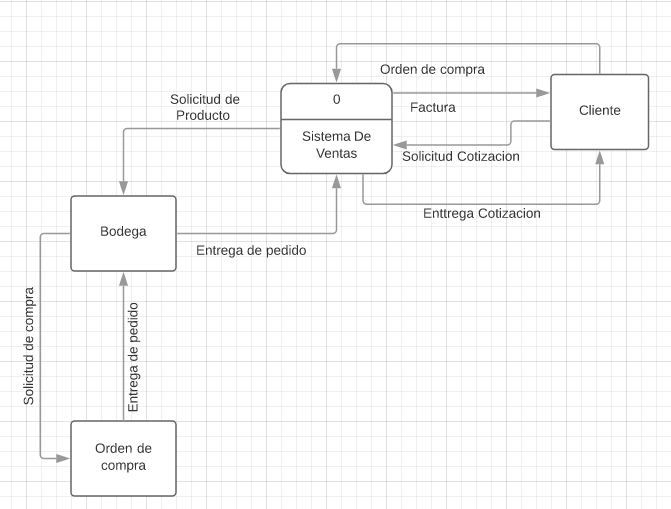 Orden de compra
Solicitud de
Producto
0
Factura
Cliente
Sistema De
Ventas
Solicitud Cotizacion
Enttrega Cotizacion
Bodega
Entrega de pedido
Solicitud de compra
Entrega de pedido
Orden de
compra